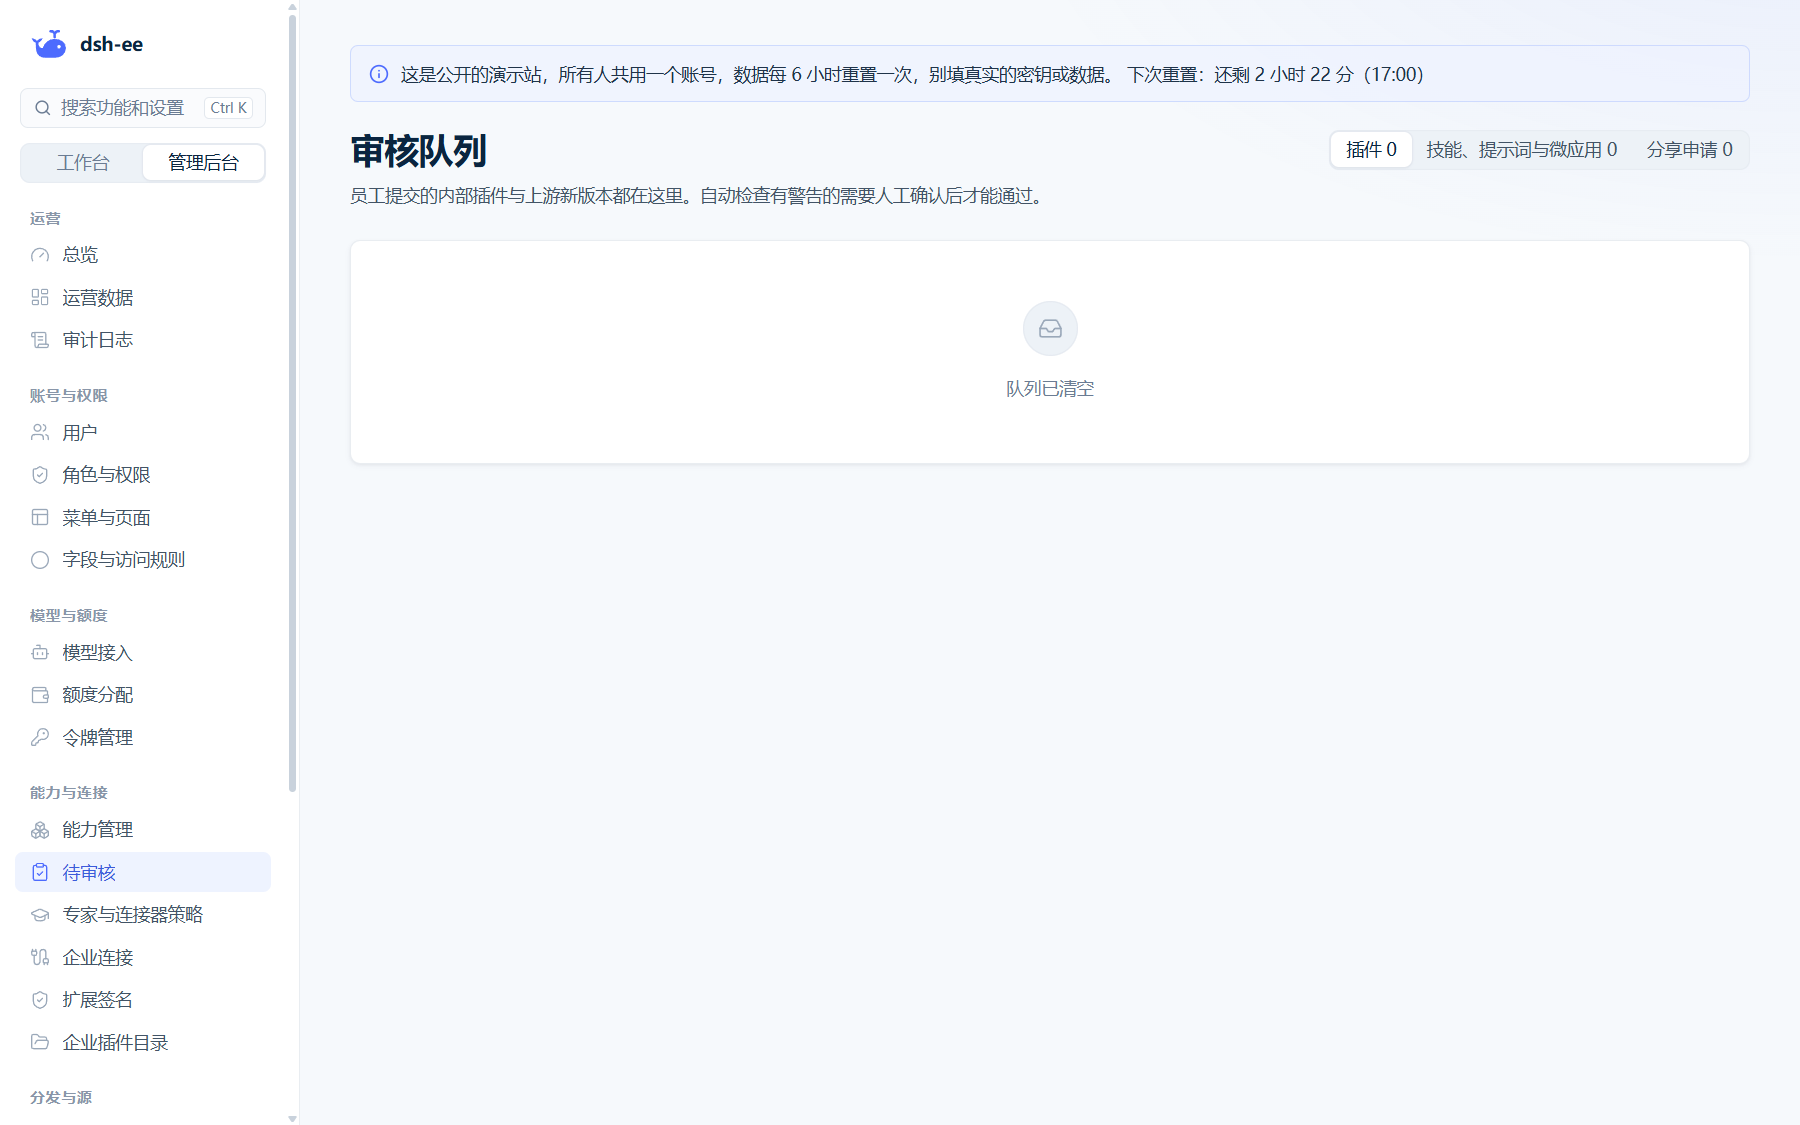 dsh-ee
搜索功能和设置 Ctrl K
工作台 管理后台
运营
总览
运营数据
审计日志
账号与权限
用户
角色与权限
菜单与页面
字段与访问规则
模型与额度
模型接入
额度分配
令牌管理
能力与连接
能力管理
待审核
专家与连接器策略
企业连接
扩展签名
企业插件目录
分发与源
这是公开的演示站，所有人共用一个账号，数据每 6 小时重置一次，别填真实的密钥或数据。 下次重置：还剩 2 小时 22 分（17:00）
审核队列
插件 0 技能、提示词与微应用 0 分享申请 0
员工提交的内部插件与上游新版本都在这里。自动检查有警告的需要人工确认后才能通过。
队列已清空